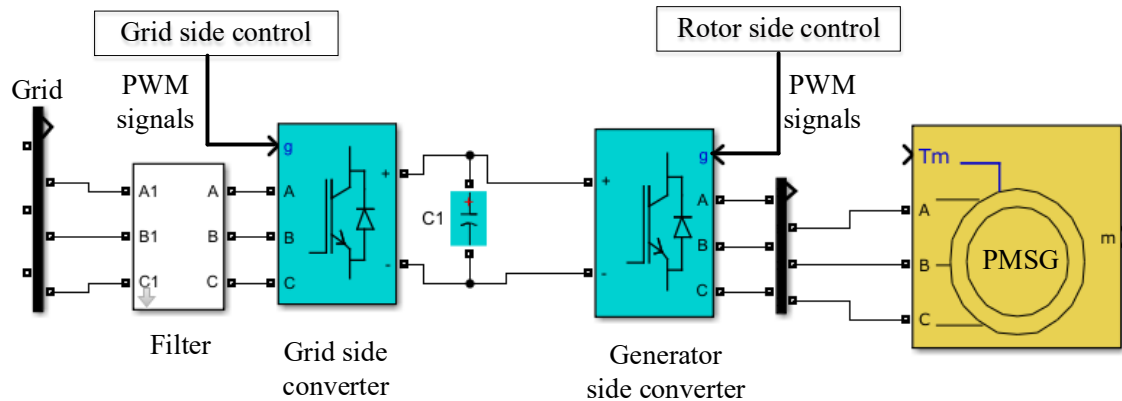 Grid side control
Rotor side control
Grid
PWM
signals
PWM
signals
g
g
Tm
A1
A
A
+
+
A
A
C1
B1
B
B
B
B
m
PMSG
C1
C
C
-
-
C
C
Filter
Grid side
converter
Generator
side converter